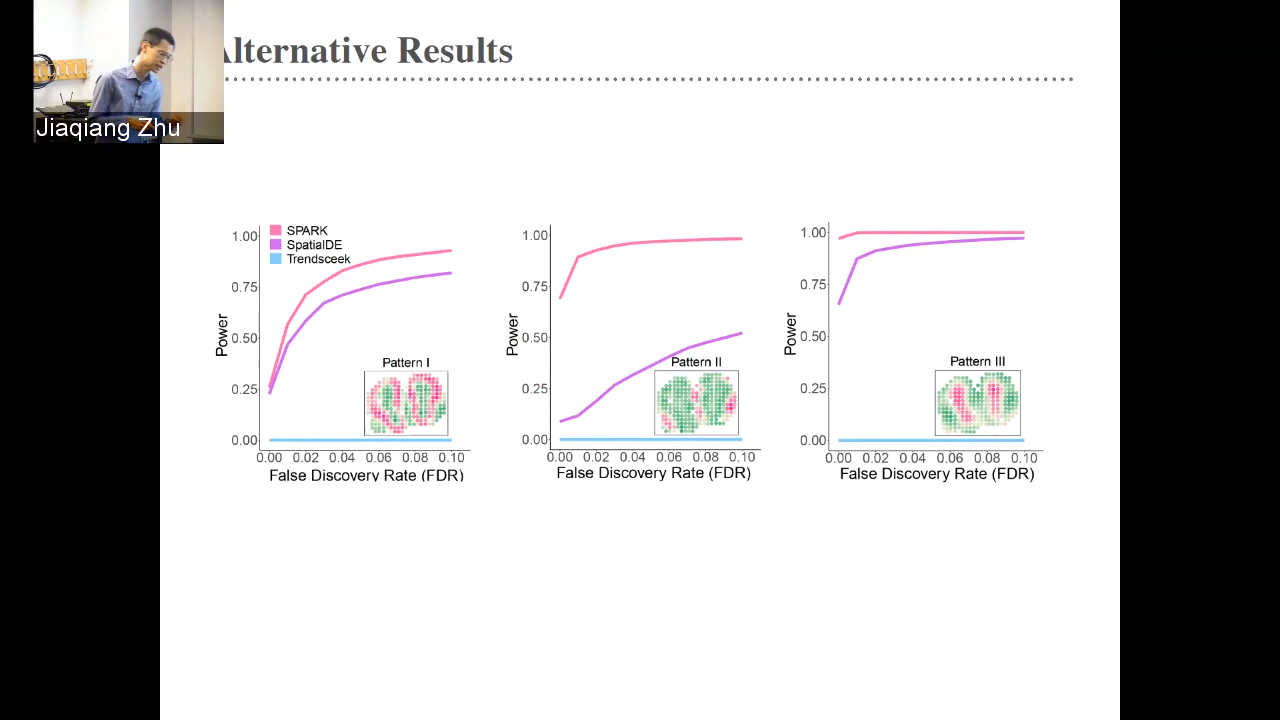 Alternative Results
Jiaqiang Zhu
SPARK
SpatialDE
Trendsceek
1.00
0.75
0.50
0.25
0.00
Power
Pattern I
0.00 0.02 0.04 0.06 0.08 0.10
False Discovery Rate (FDR)
1.00
0.75
0.50
0.25
0.00
Power
Pattern II
0.00 0.02 0.04 0.06 0.08 0.10
False Discovery Rate (FDR)
1.00
0.75
0.50
0.25
0.00
Power
Pattern III
0.00 0.02 0.04 0.06 0.08 0.10
False Discovery Rate (FDR)